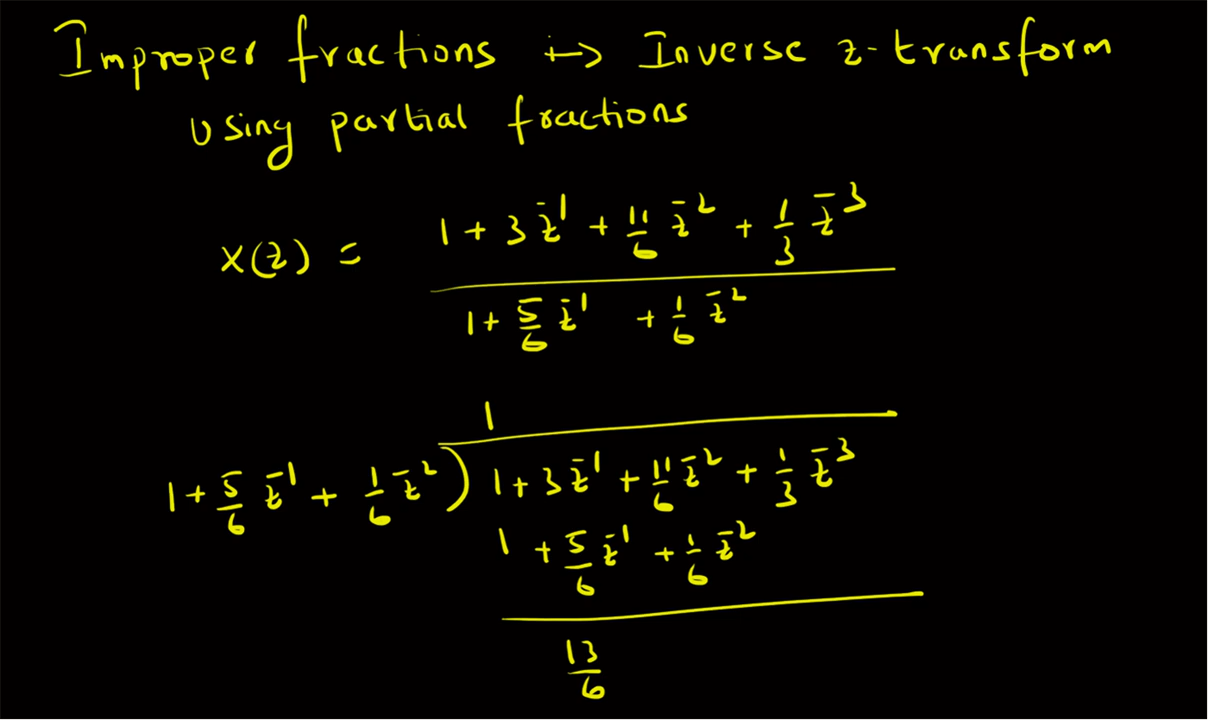 Improper fractions ↦ Inverse z-transform
using partial fractions
X(z) = (1 + 3 z^-1 + 11/6 z^-2 + 1/3 z^-3) / (1 + 5/6 z^-1 + 1/6 z^-2)
1
1 + 5/6 z^-1 + 1/6 z^-2 ) 1 + 3 z^-1 + 11/6 z^-2 + 1/3 z^-3
1 + 5/6 z^-1 + 1/6 z^-2
13/6